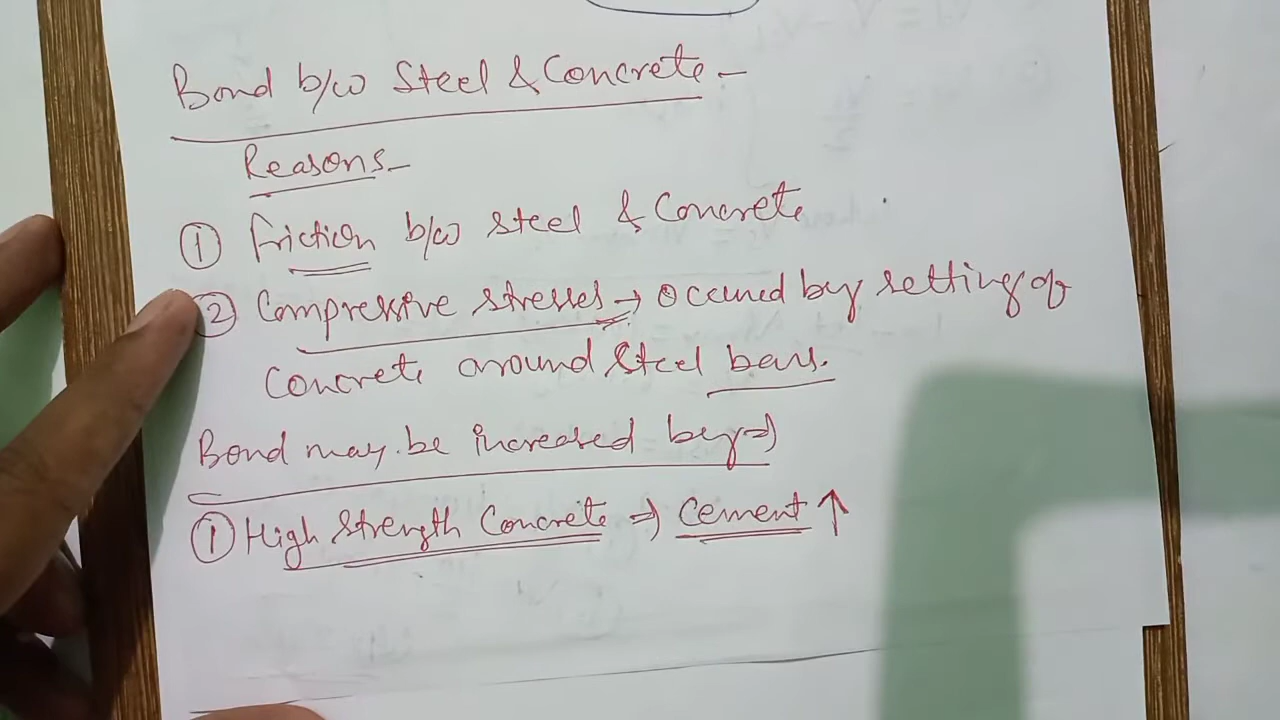 Bond b/w Steel & Concrete -
Reasons -
① Friction b/w steel & Concrete
② Compressive stresses → Occured by setting of
Concrete around steel bars.
Bond may be increased by ⇒
① High Strength Concrete ⇒ Cement ↑